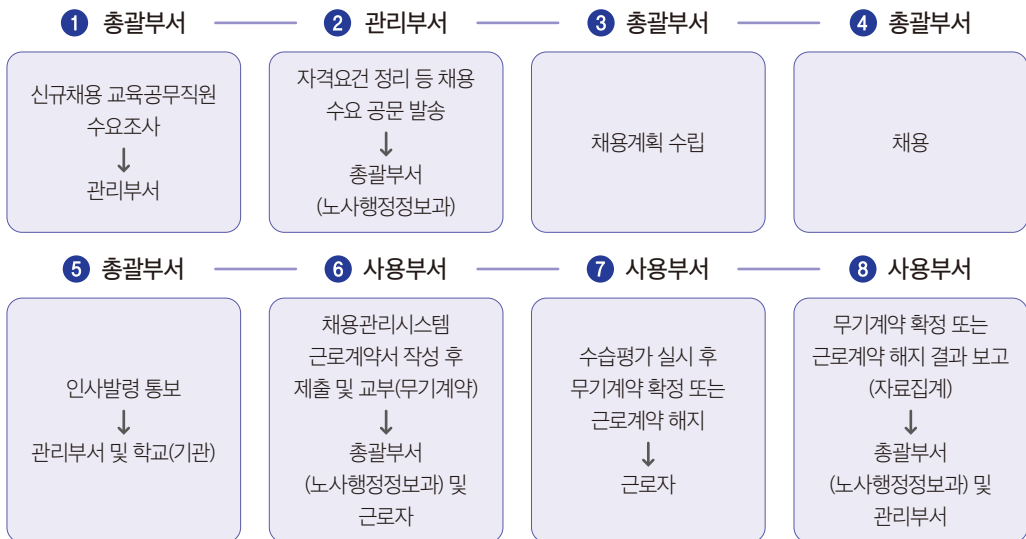 1 총괄부서
신규채용 교육공무직원
수요조사
↓
관리부서
2 관리부서
자격요건 정리 등 채용
수요 공문 발송
↓
총괄부서
(노사행정정보과)
3 총괄부서
채용계획 수립
4 총괄부서
채용
5 총괄부서
인사발령 통보
↓
관리부서 및 학교(기관)
6 사용부서
채용관리시스템
근로계약서 작성 후
제출 및 교부(무기계약)
↓
총괄부서
(노사행정정보과) 및
근로자
7 사용부서
수습평가 실시 후
무기계약 확정 또는
근로계약 해지
↓
근로자
8 사용부서
무기계약 확정 또는
근로계약 해지 결과 보고
(자료집계)
↓
총괄부서
(노사행정정보과) 및
관리부서